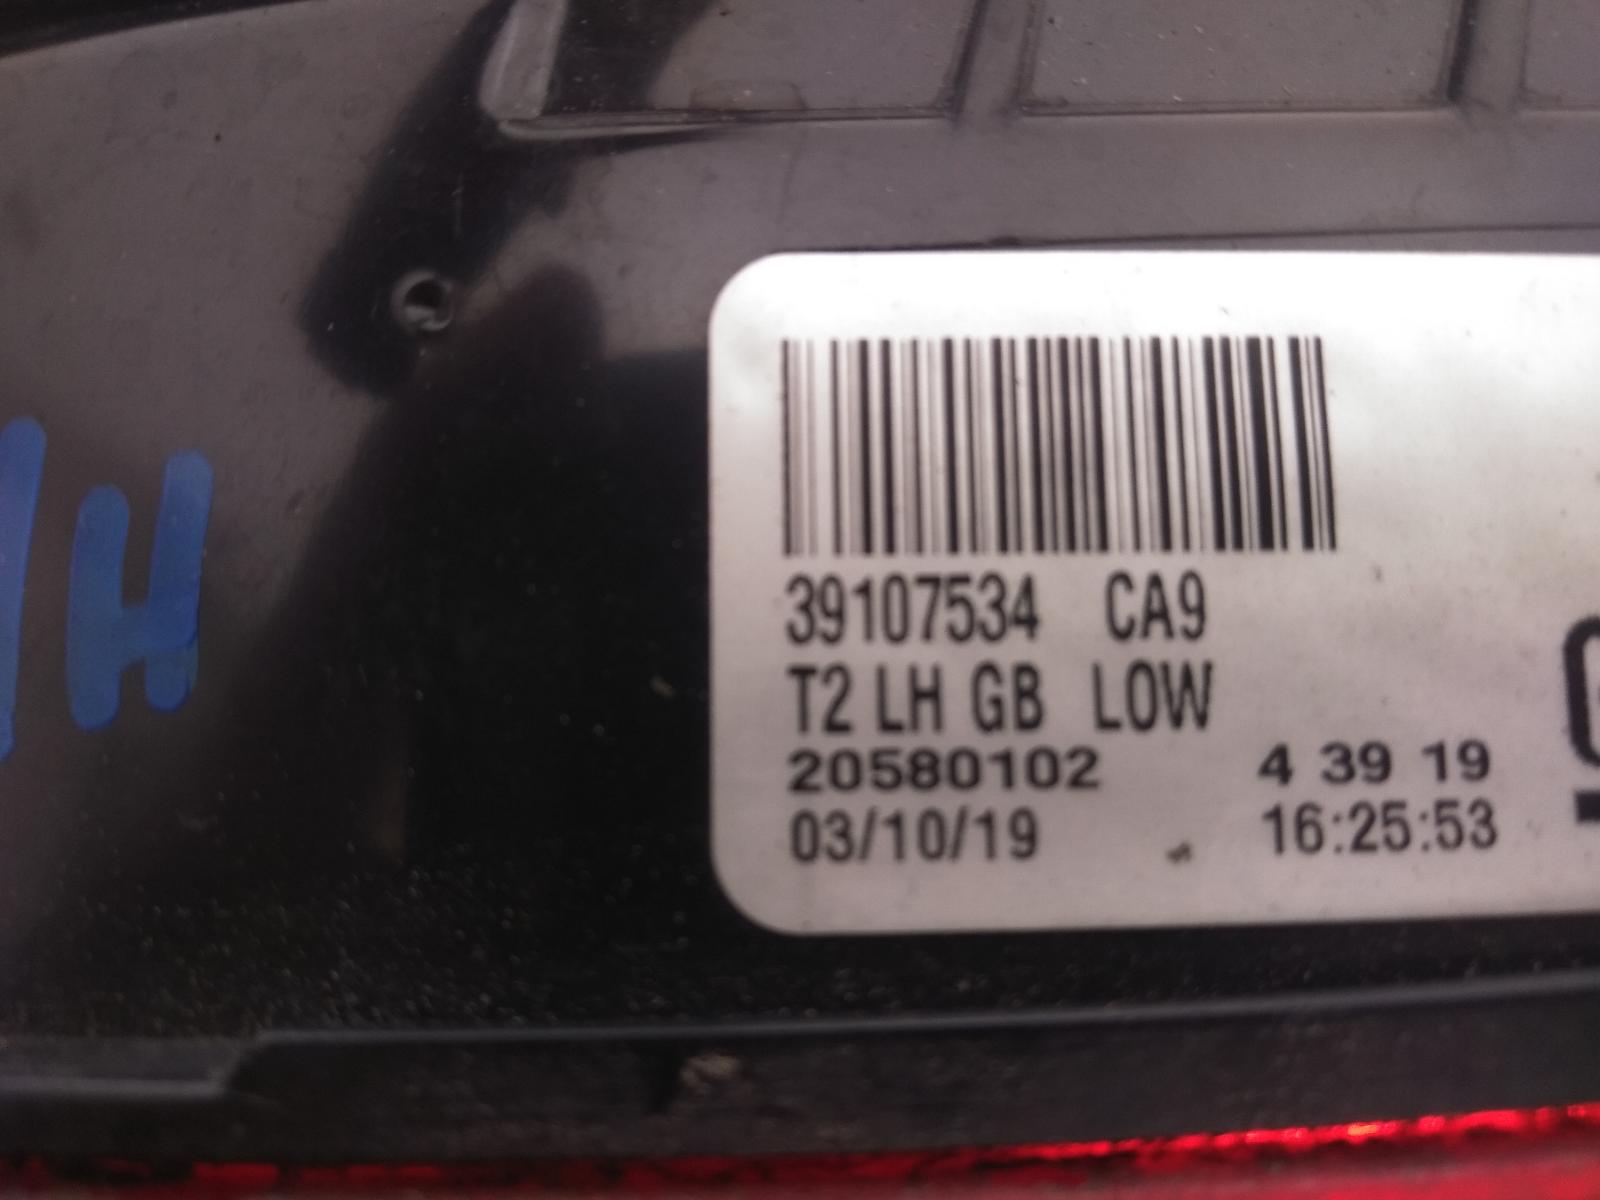 39107534 CA9
T2 LH GB LOW
20580102 4 39 19
03/10/19 16:25:53
H